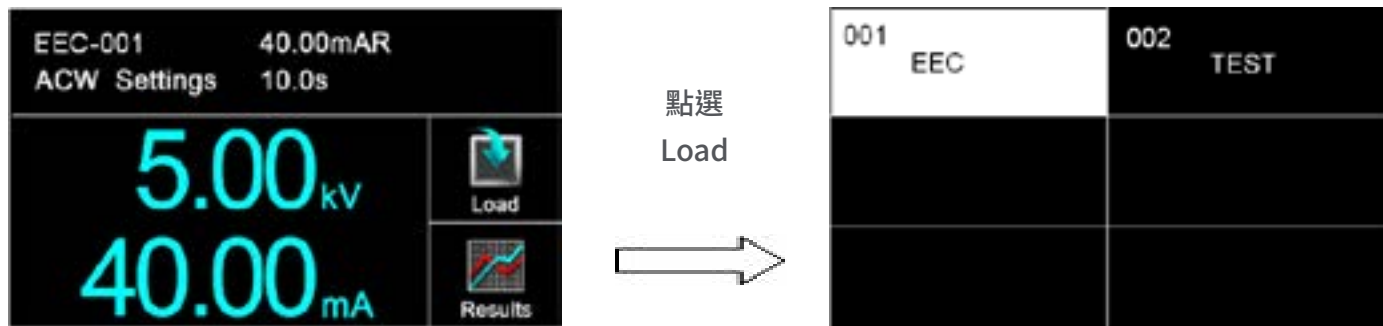 EEC-001 40.00mAR
ACW Settings 10.0s
5.00kV
Load
40.00mA
Results
點選
Load
001 EEC
002 TEST